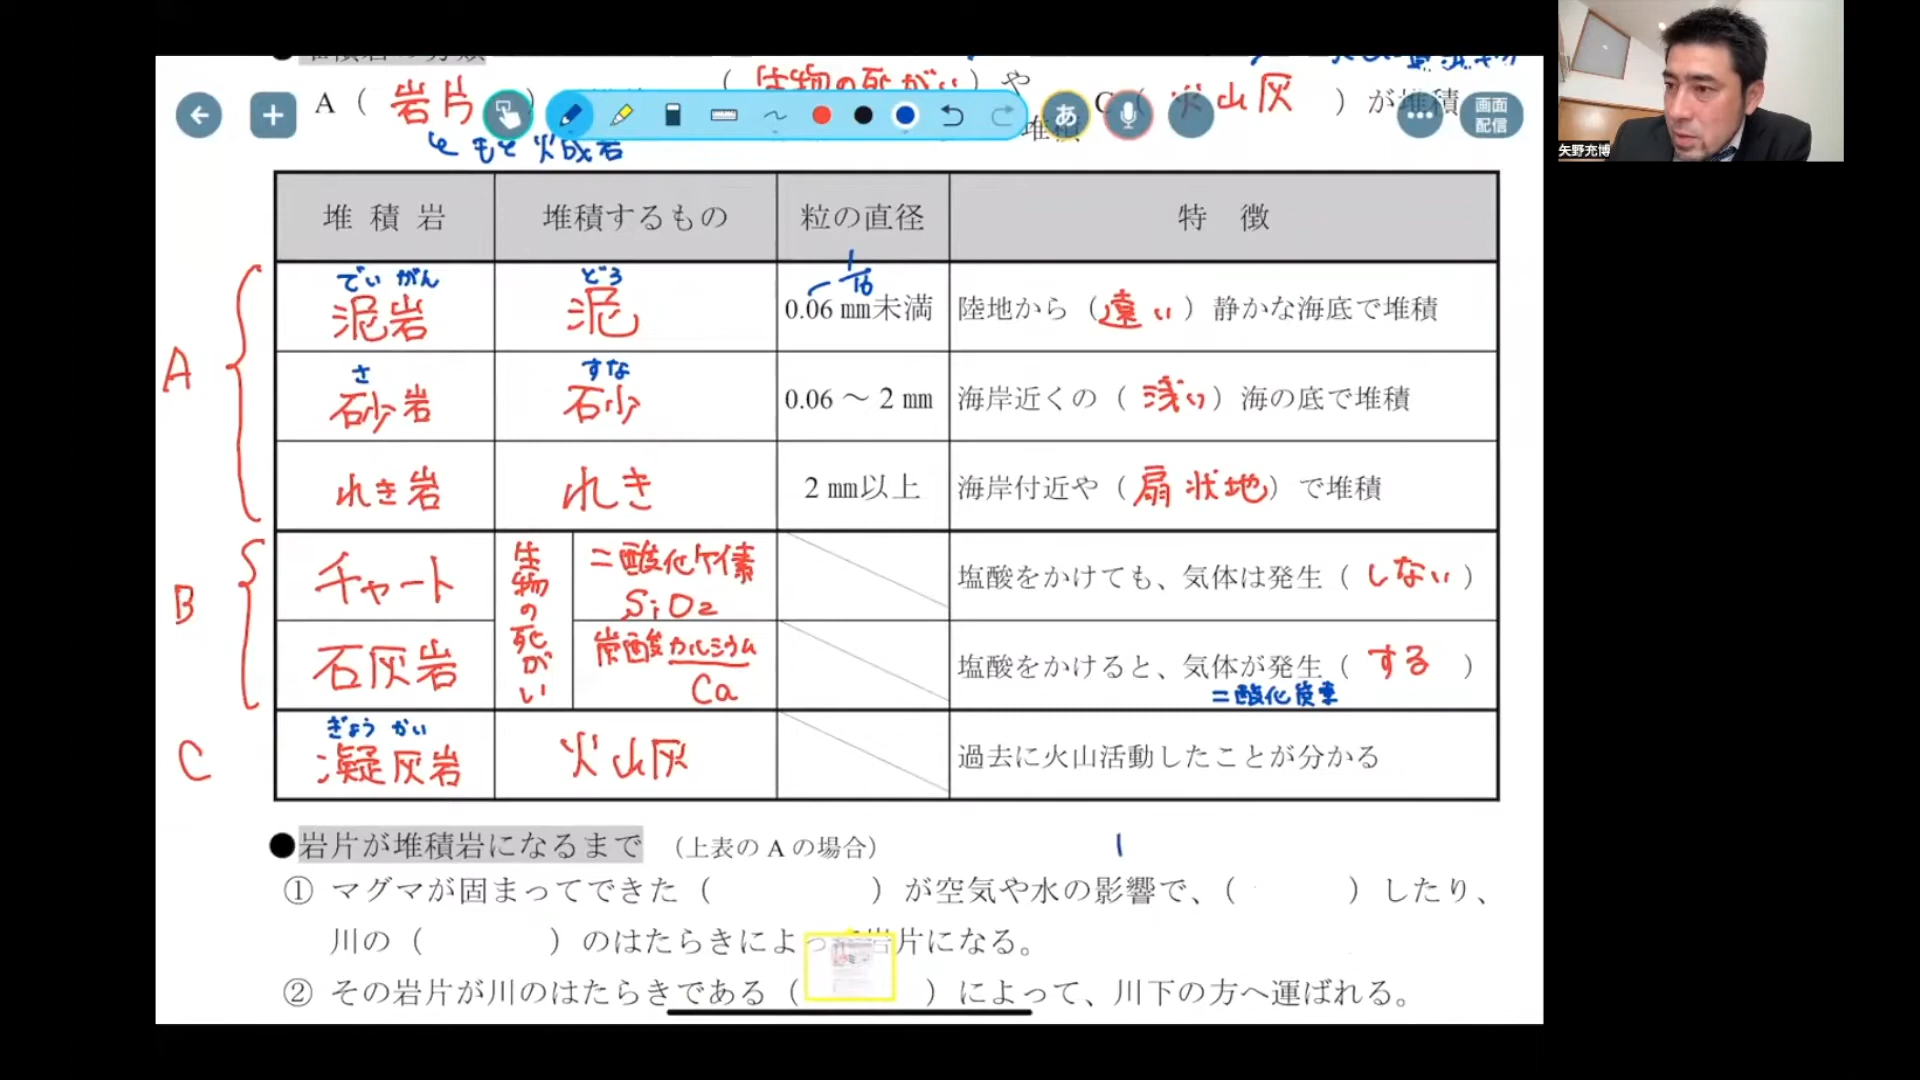 A（ 岩片
（ 生物の死がい）や
堆積
C（ 火山灰 ）が堆積
もと 火成岩
あ
画面
配信
矢野充博
堆積岩 堆積するもの 粒の直径 特徴
でいがん どろ 1/16
泥岩 泥 0.06 mm未満 陸地から（遠い）静かな海底で堆積
さ すな
A 砂岩 砂 0.06 〜 2 mm 海岸近くの（浅い）海の底で堆積
れき岩 れき 2 mm以上 海岸付近や（扇状地）で堆積
B チャート 生物の死がい 二酸化ケイ素 SiO2 塩酸をかけても、気体は発生（しない）
石灰岩 炭酸カルシウム Ca 塩酸をかけると、気体が発生（する）
二酸化炭素
ぎょうかい
C 凝灰岩 火山灰 過去に火山活動したことが分かる
●岩片が堆積岩になるまで （上表の A の場合）
① マグマが固まってできた（ ）が空気や水の影響で、（ ）したり、
川の（ ）のはたらきによっ 岩片になる。
② その岩片が川のはたらきである（ ）によって、川下の方へ運ばれる。